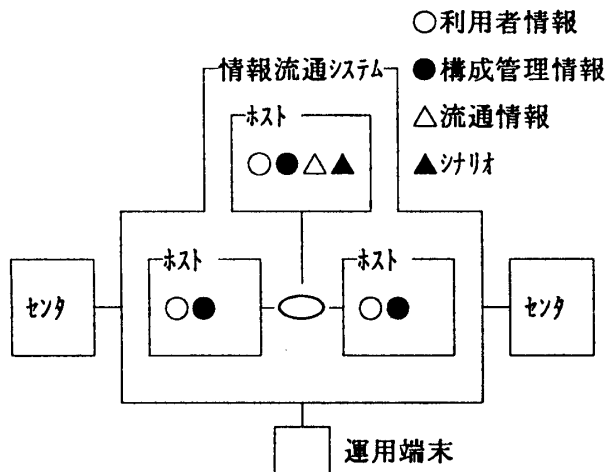 ○利用者情報
情報流通システム
●構成管理情報
ホスト
△流通情報
○●△▲
▲シナリオ
ホスト
ホスト
センタ
○●
○●
センタ
運用端末